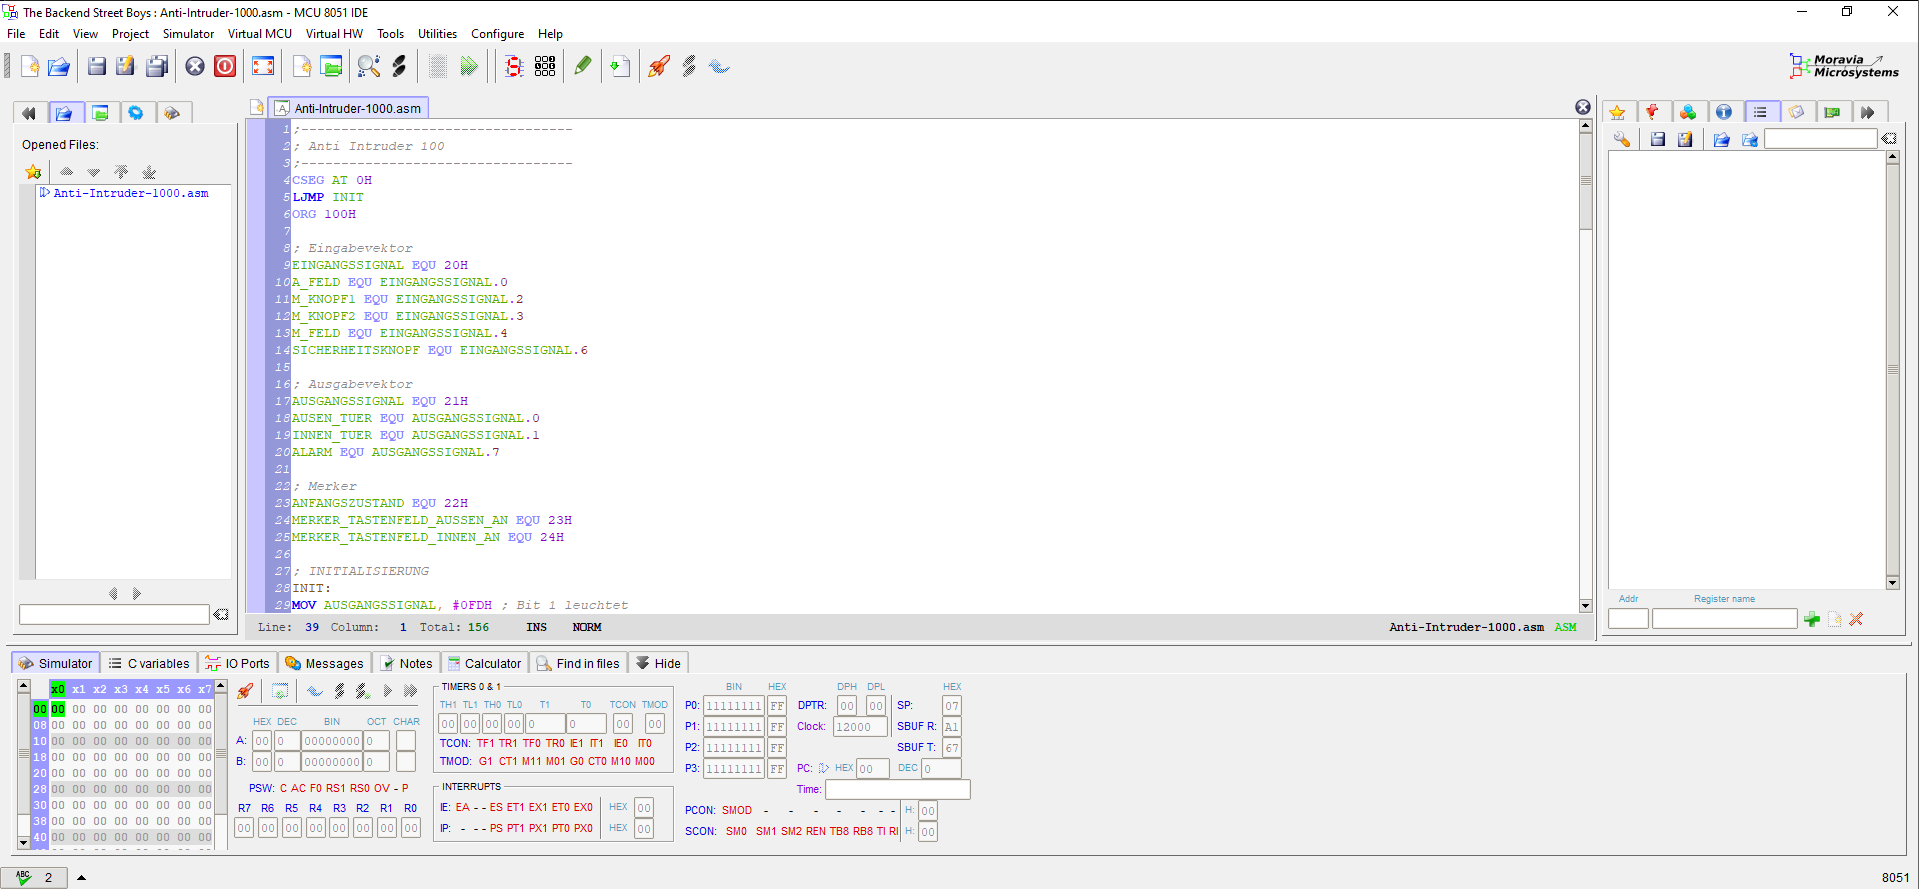 The Backend Street Boys : Anti-Intruder-1000.asm - MCU 8051 IDE
File Edit View Project Simulator Virtual MCU Virtual HW Tools Utilities Configure Help
Moravia
Microsystems
Anti-Intruder-1000.asm
Opened Files:
Anti-Intruder-1000.asm
1 ;----------------------------------
2 ; Anti Intruder 100
3 ;----------------------------------
4 CSEG AT 0H
5 LJMP INIT
6 ORG 100H
7
8 ; Eingabevektor
9 EINGANGSSIGNAL EQU 20H
10 A_FELD EQU EINGANGSSIGNAL.0
11 M_KNOPF1 EQU EINGANGSSIGNAL.2
12 M_KNOPF2 EQU EINGANGSSIGNAL.3
13 M_FELD EQU EINGANGSSIGNAL.4
14 SICHERHEITSKNOPF EQU EINGANGSSIGNAL.6
15
16 ; Ausgabevektor
17 AUSGANGSSIGNAL EQU 21H
18 AUSEN_TUER EQU AUSGANGSSIGNAL.0
19 INNEN_TUER EQU AUSGANGSSIGNAL.1
20 ALARM EQU AUSGANGSSIGNAL.7
21
22 ; Merker
23 ANFANGSZUSTAND EQU 22H
24 MERKER_TASTENFELD_AUSSEN_AN EQU 23H
25 MERKER_TASTENFELD_INNEN_AN EQU 24H
26
27 ; INITIALISIERUNG
28 INIT:
29 MOV AUSGANGSSIGNAL, #0FDH ; Bit 1 leuchtet
Line: 39 Column: 1 Total: 156 INS NORM Anti-Intruder-1000.asm ASM
Addr Register name
Simulator C variables IO Ports Messages Notes Calculator Find in files Hide
x0 x1 x2 x3 x4 x5 x6 x7
00 00 00 00 00 00 00 00 00
08 00 00 00 00 00 00 00 00
10 00 00 00 00 00 00 00 00
18 00 00 00 00 00 00 00 00
20 00 00 00 00 00 00 00 00
28 00 00 00 00 00 00 00 00
30 00 00 00 00 00 00 00 00
38 00 00 00 00 00 00 00 00
40 00 00 00 00 00 00 00 00
HEX DEC BIN OCT CHAR
A: 00 0 00000000 0
B: 00 0 00000000 0
PSW: C AC F0 RS1 RS0 OV - P
R7 R6 R5 R4 R3 R2 R1 R0
00 00 00 00 00 00 00 00
TIMERS 0 & 1
TH1 TL1 TH0 TL0 T1 T0 TCON TMOD
00 00 00 00 0 0 00 00
TCON: TF1 TR1 TF0 TR0 IE1 IT1 IE0 IT0
TMOD: G1 CT1 M11 M01 G0 CT0 M10 M00
INTERRUPTS
IE: EA - - ES ET1 EX1 ET0 EX0 HEX 00
IP: - - - PS PT1 PX1 PT0 PX0 HEX 00
BIN HEX
P0: 11111111 FF
P1: 11111111 FF
P2: 11111111 FF
P3: 11111111 FF
DPH DPL HEX
DPTR: 00 00 SP: 07
Clock: 12000 SBUF R: A1
SBUF T: 67
PC: HEX 00 DEC 0
Time:
PCON: SMOD - - - - - - - H: 00
SCON: SM0 SM1 SM2 REN TB8 RB8 TI RI H: 00
ABC 2
8051